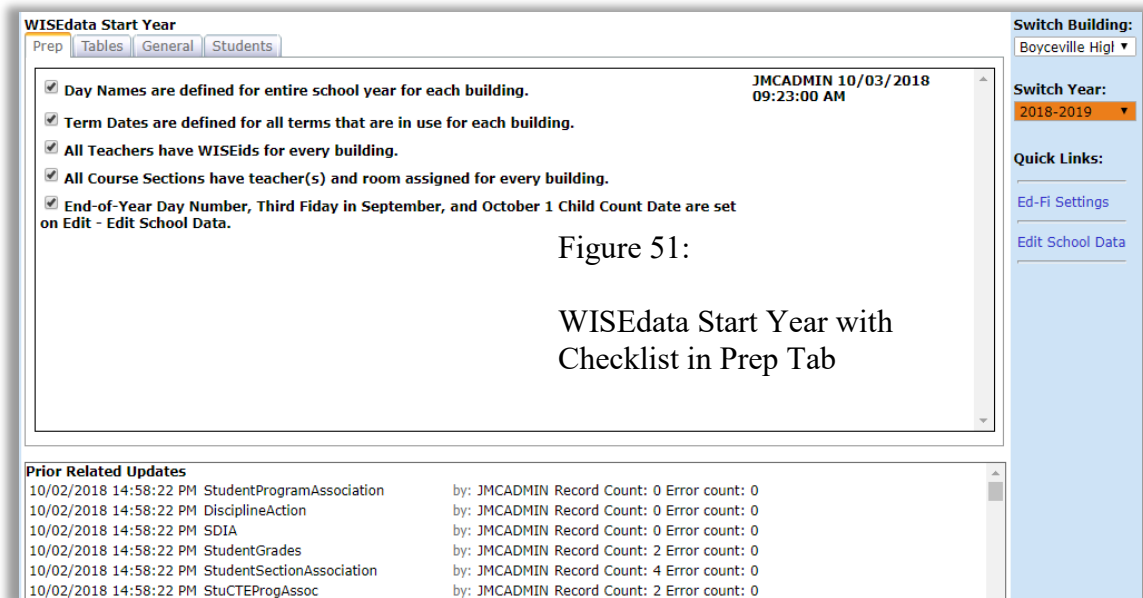 WISEdata Start Year
Prep Tables General Students
Day Names are defined for entire school year for each building.
JMCADMIN 10/03/2018
09:23:00 AM
Term Dates are defined for all terms that are in use for each building.
All Teachers have WISEids for every building.
All Course Sections have teacher(s) and room assigned for every building.
End-of-Year Day Number, Third Fiday in September, and October 1 Child Count Date are set
on Edit - Edit School Data.
Figure 51:
WISEdata Start Year with
Checklist in Prep Tab
Prior Related Updates
10/02/2018 14:58:22 PM StudentProgramAssociation by: JMCADMIN Record Count: 0 Error count: 0
10/02/2018 14:58:22 PM DisciplineAction by: JMCADMIN Record Count: 0 Error count: 0
10/02/2018 14:58:22 PM SDIA by: JMCADMIN Record Count: 0 Error count: 0
10/02/2018 14:58:22 PM StudentGrades by: JMCADMIN Record Count: 2 Error count: 0
10/02/2018 14:58:22 PM StudentSectionAssociation by: JMCADMIN Record Count: 4 Error count: 0
10/02/2018 14:58:22 PM StuCTEProgAssoc by: JMCADMIN Record Count: 2 Error count: 0
Switch Building:
Boyceville High
Switch Year:
2018-2019
Quick Links:
Ed-Fi Settings
Edit School Data